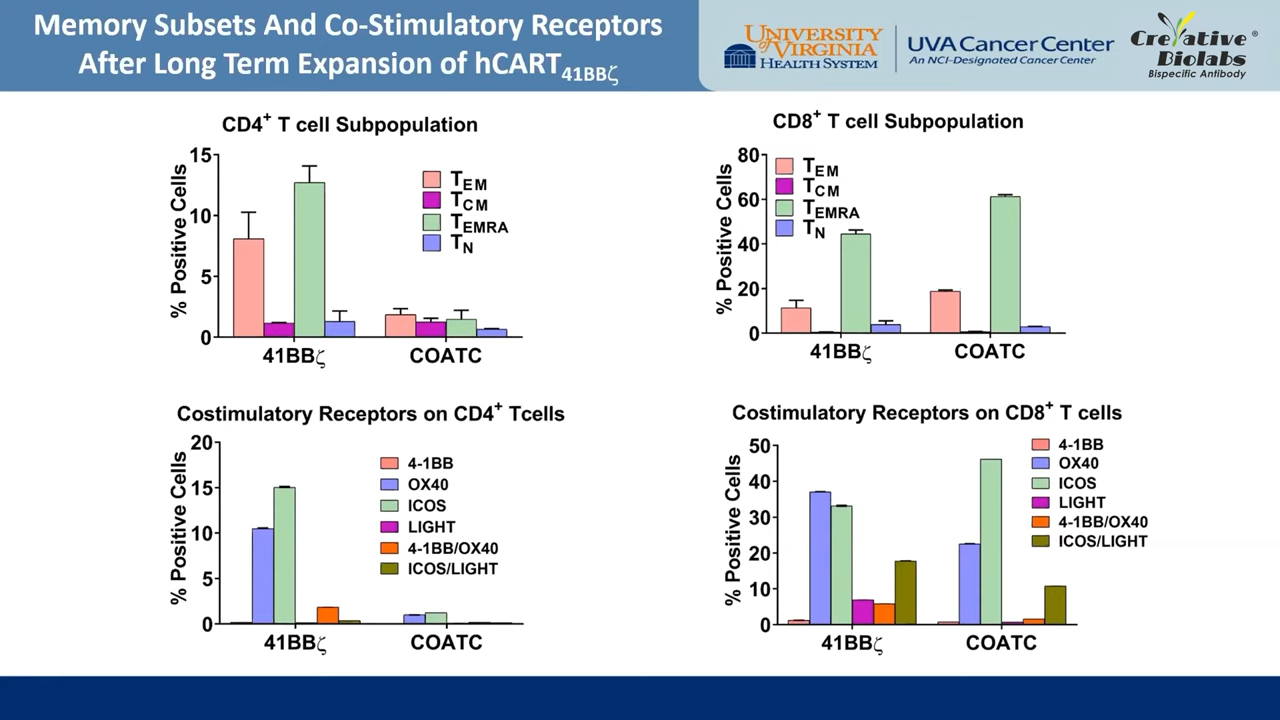 Memory Subsets And Co-Stimulatory Receptors
After Long Term Expansion of hCART41BBζ
UNIVERSITY
of VIRGINIA
HEALTH SYSTEM
UVA Cancer Center
An NCI-Designated Cancer Center
Creative ®
Biolabs
Bispecific Antibody
CD4+ T cell Subpopulation
% Positive Cells
15
10
5
0
TEM
TCM
TEMRA
TN
41BBζ
COATC
CD8+ T cell Subpopulation
% Positive Cells
80
60
40
20
0
TEM
TCM
TEMRA
TN
41BBζ
COATC
Costimulatory Receptors on CD4+ Tcells
% Positive Cells
20
15
10
5
0
4-1BB
OX40
ICOS
LIGHT
4-1BB/OX40
ICOS/LIGHT
41BBζ
COATC
Costimulatory Receptors on CD8+ T cells
% Positive Cells
50
40
30
20
10
0
4-1BB
OX40
ICOS
LIGHT
4-1BB/OX40
ICOS/LIGHT
41BBζ
COATC